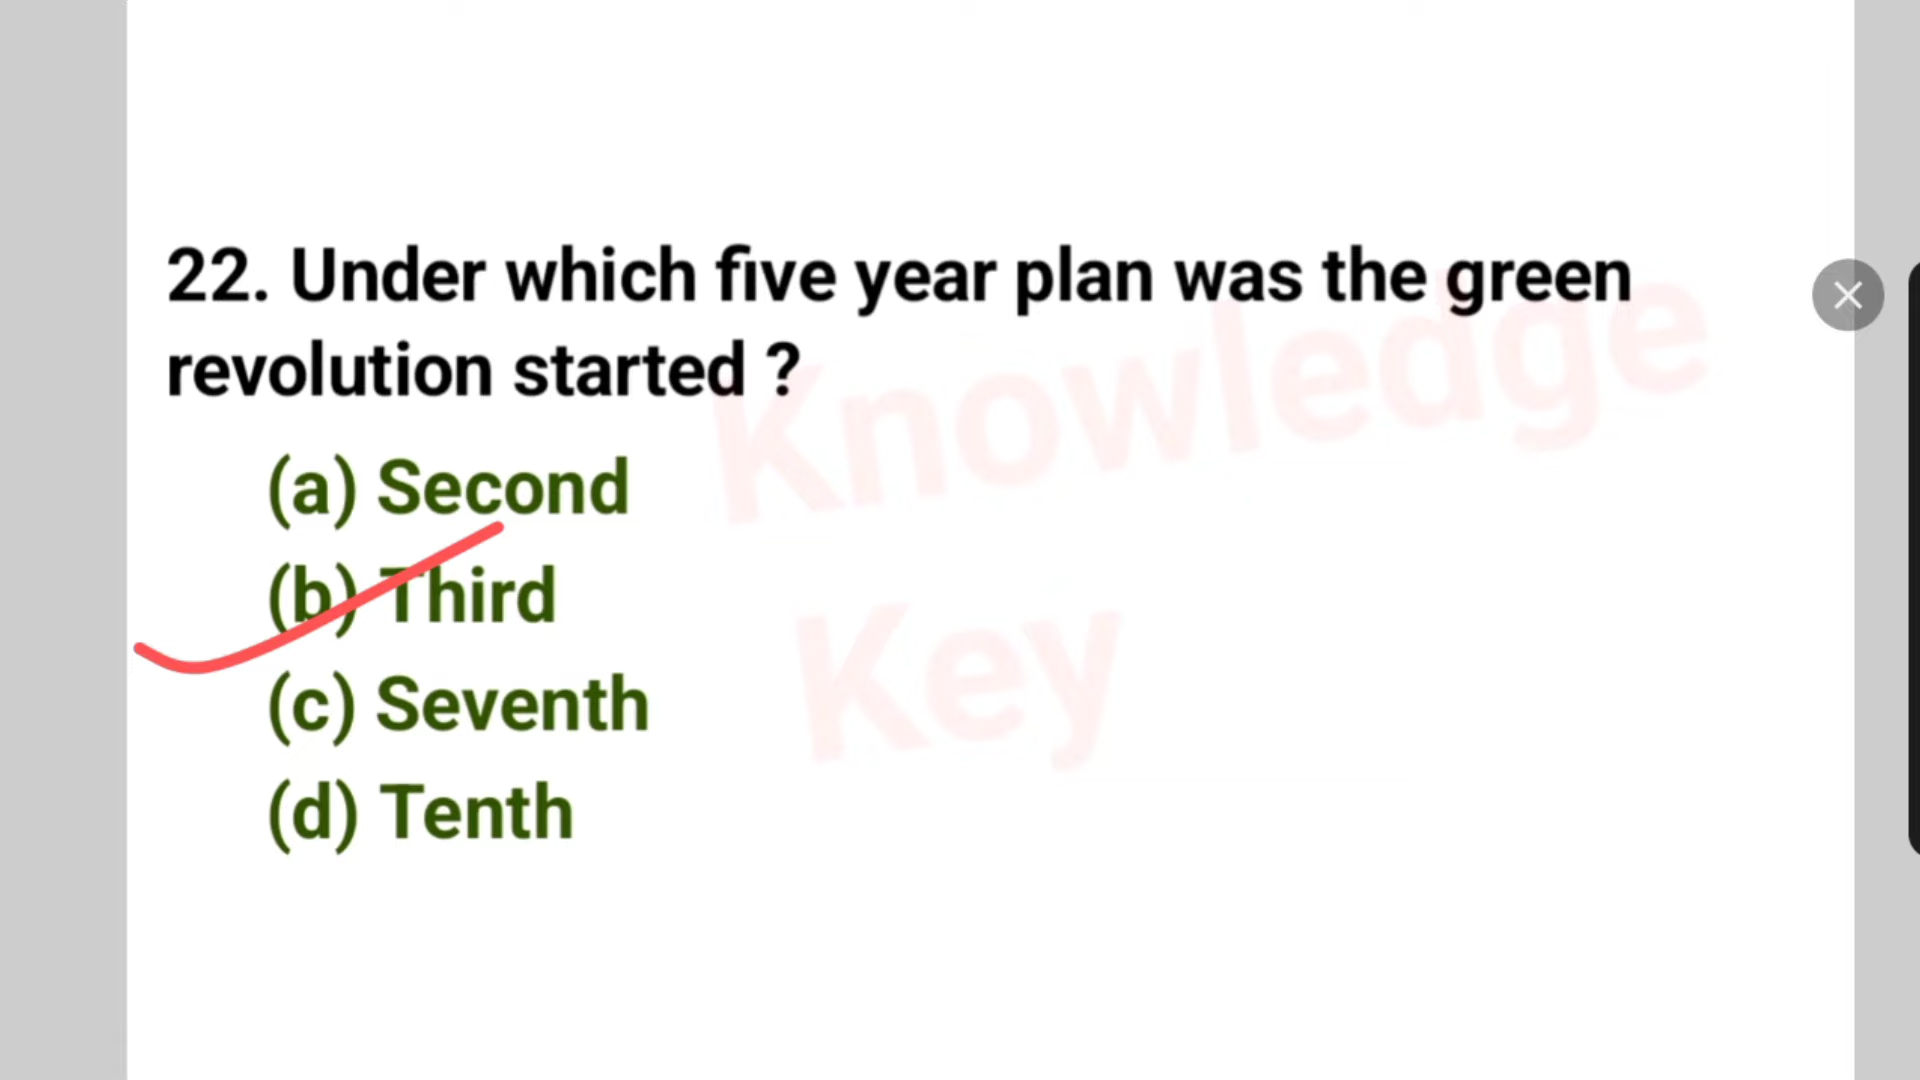 22. Under which five year plan was the green
revolution started ?
(a) Second
(b) Third
(c) Seventh
(d) Tenth
Knowledge
Key